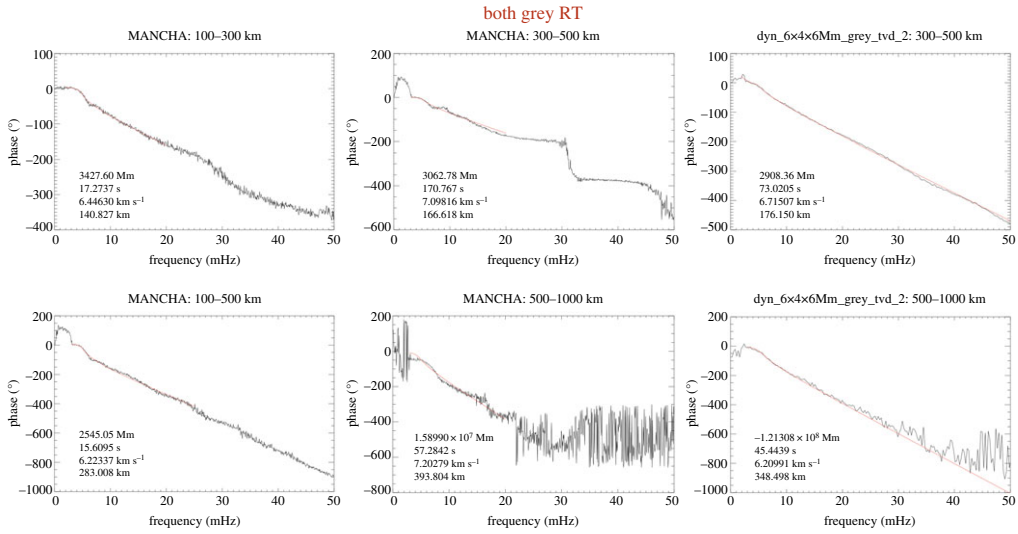 both grey RT
MANCHA: 100–300 km
100
0
–100
–200
–300
–400
phase (°)
3427.60 Mm
17.2737 s
6.44630 km s⁻¹
140.827 km
0 10 20 30 40 50
frequency (mHz)
MANCHA: 300–500 km
200
0
–200
–400
–600
phase (°)
3062.78 Mm
170.767 s
7.09816 km s⁻¹
166.618 km
0 10 20 30 40 50
frequency (mHz)
dyn_6×4×6Mm_grey_tvd_2: 300–500 km
100
0
–100
–200
–300
–400
–500
phase (°)
2908.36 Mm
73.0205 s
6.71507 km s⁻¹
176.150 km
0 10 20 30 40 50
frequency (mHz)
MANCHA: 100–500 km
200
0
–200
–400
–600
–800
–1000
phase (°)
2545.05 Mm
15.6095 s
6.22337 km s⁻¹
283.008 km
0 10 20 30 40 50
frequency (mHz)
MANCHA: 500–1000 km
200
0
–200
–400
–600
–800
phase (°)
1.58990 × 10⁷ Mm
57.2842 s
7.20279 km s⁻¹
393.804 km
0 10 20 30 40 50
frequency (mHz)
dyn_6×4×6Mm_grey_tvd_2: 500–1000 km
200
0
–200
–400
–600
–800
–1000
phase (°)
–1.21308 × 10⁸ Mm
45.4439 s
6.20991 km s⁻¹
348.498 km
0 10 20 30 40 50
frequency (mHz)